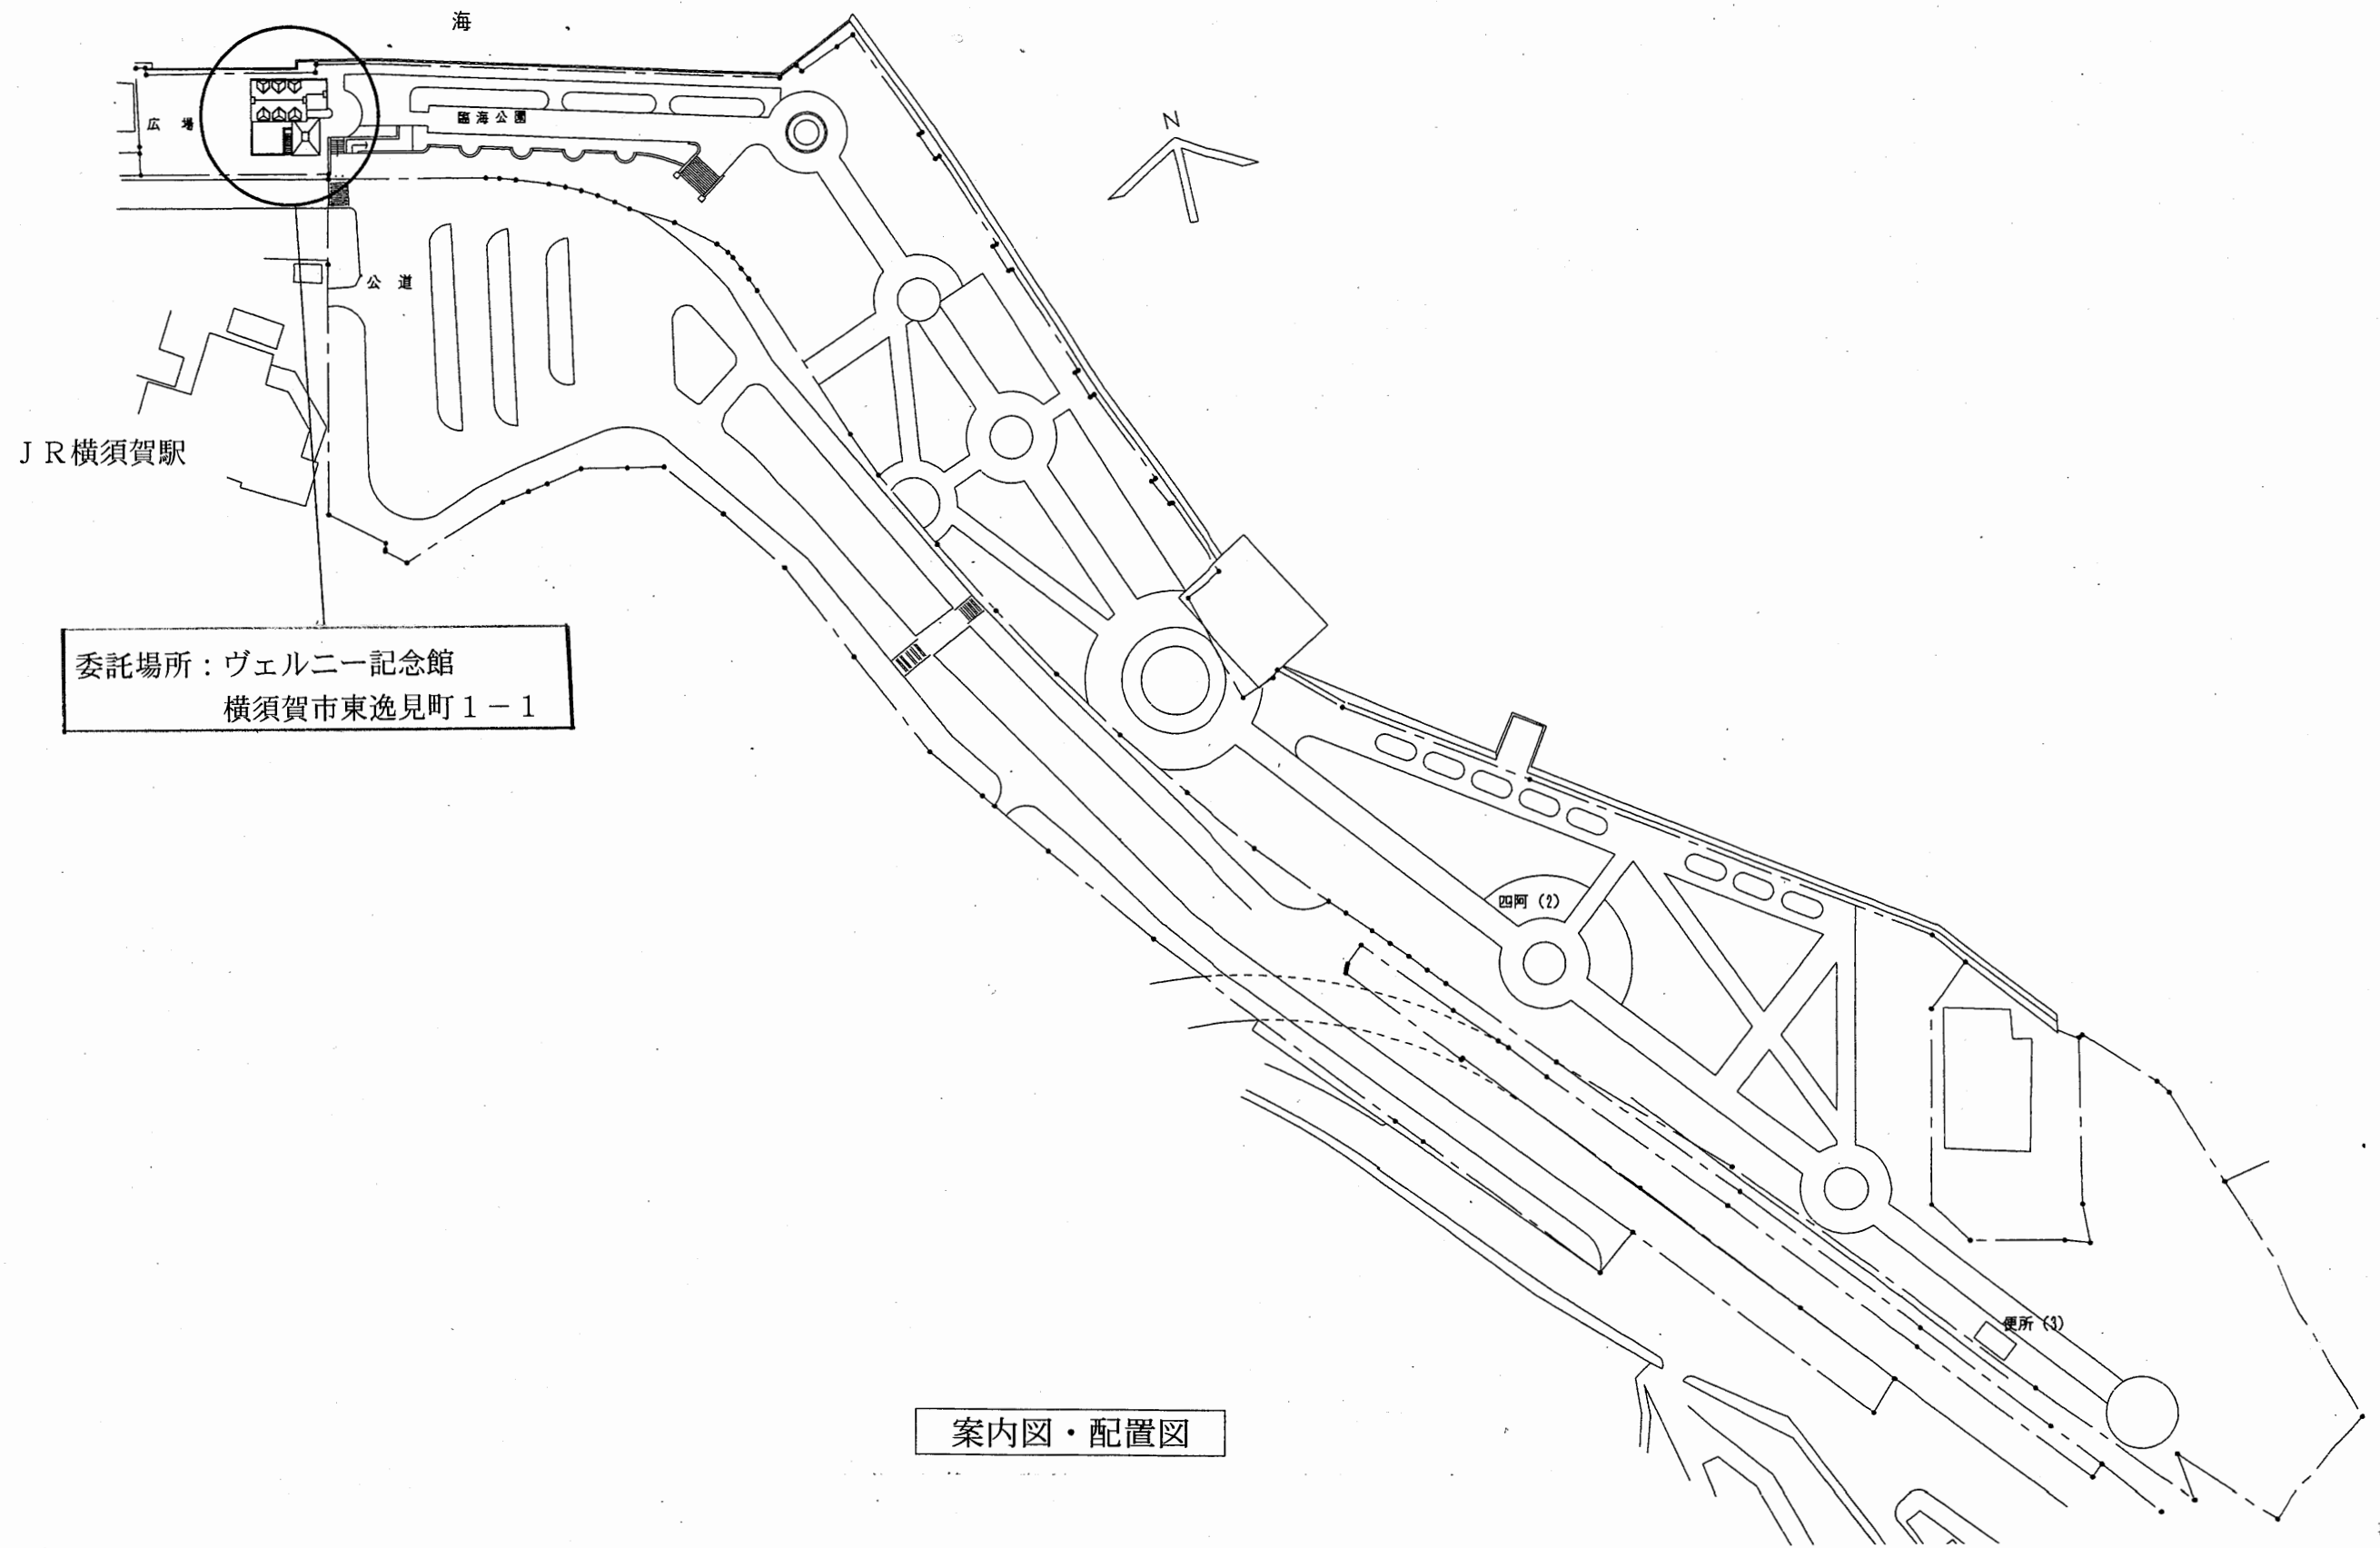 海
広場
臨海公園
N
公道
ＪＲ横須賀駅
委託場所：ヴェルニー記念館
横須賀市東逸見町１－１
四阿（2）
便所（3）
案内図・配置図